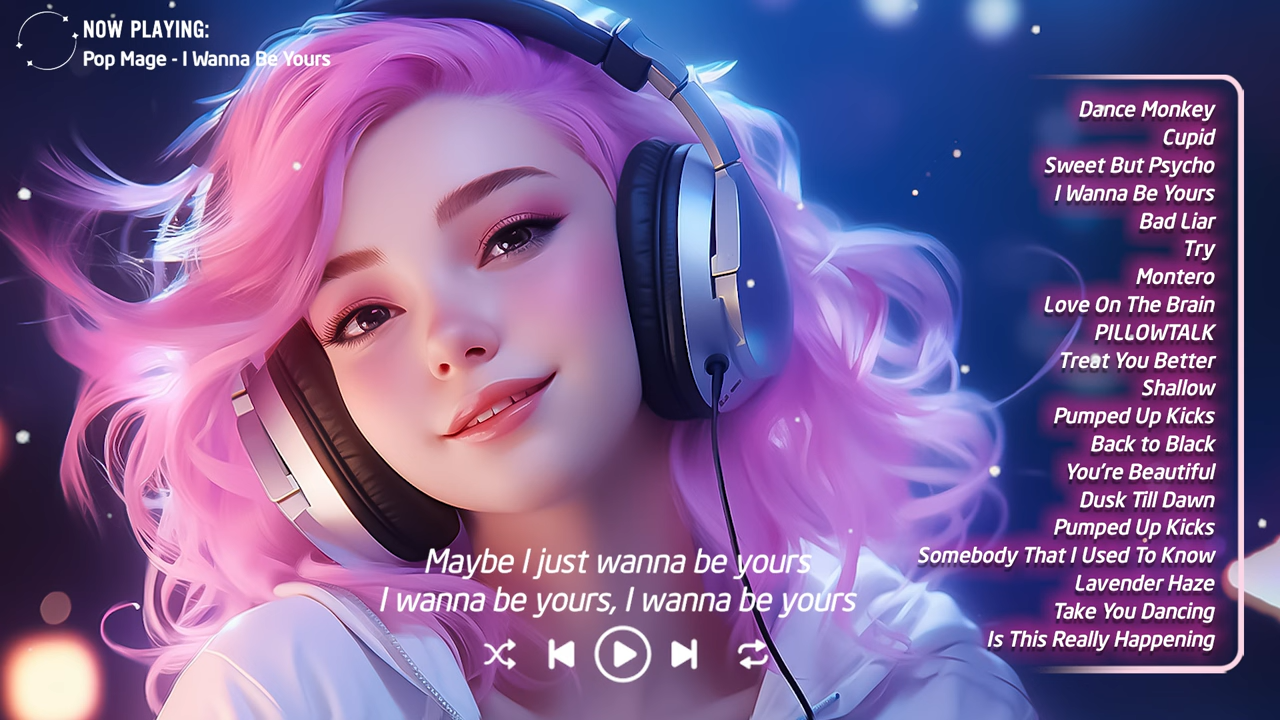 NOW PLAYING:
Pop Mage - I Wanna Be Yours
Dance Monkey
Cupid
Sweet But Psycho
I Wanna Be Yours
Bad Liar
Try
Montero
Love On The Brain
PILLOWTALK
Treat You Better
Shallow
Pumped Up Kicks
Back to Black
You're Beautiful
Dusk Till Dawn
Pumped Up Kicks
Somebody That I Used To Know
Lavender Haze
Take You Dancing
Is This Really Happening
Maybe I just wanna be yours
I wanna be yours, I wanna be yours